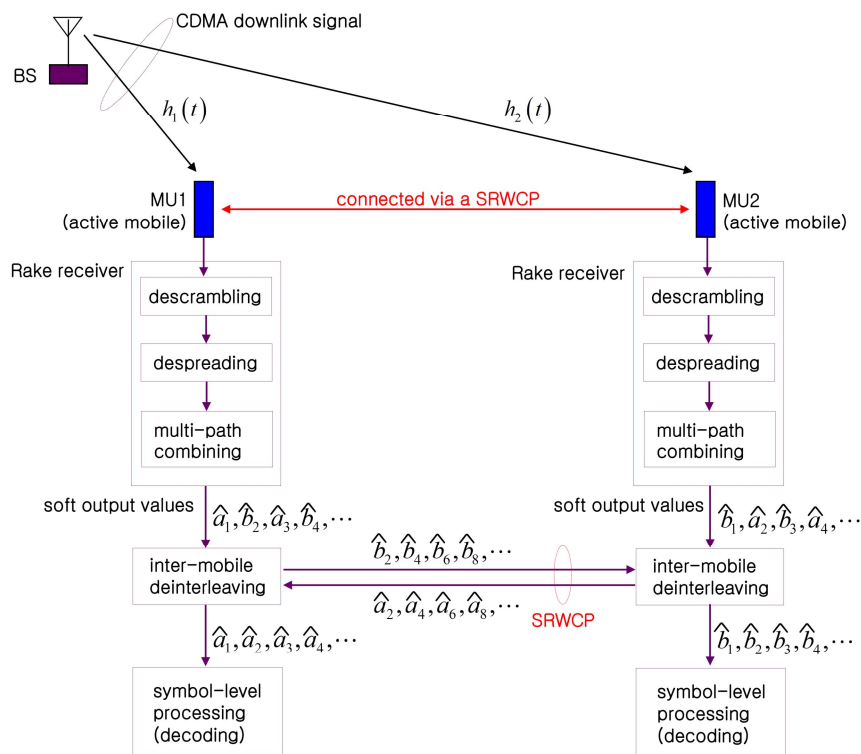 CDMA downlink signal
BS
h₁(t)
h₂(t)
MU1
(active mobile)
connected via a SRWCP
MU2
(active mobile)
Rake receiver
descrambling
despreading
multi-path
combining
Rake receiver
descrambling
despreading
multi-path
combining
soft output values
â₁, b̂₂, â₃, b̂₄, ⋯
soft output values
b̂₁, â₂, b̂₃, â₄, ⋯
inter-mobile
deinterleaving
b̂₂, b̂₄, b̂₆, b̂₈, ⋯
â₂, â₄, â₆, â₈, ⋯
SRWCP
inter-mobile
deinterleaving
â₁, â₂, â₃, â₄, ⋯
b̂₁, b̂₂, b̂₃, b̂₄, ⋯
symbol-level
processing
(decoding)
symbol-level
processing
(decoding)